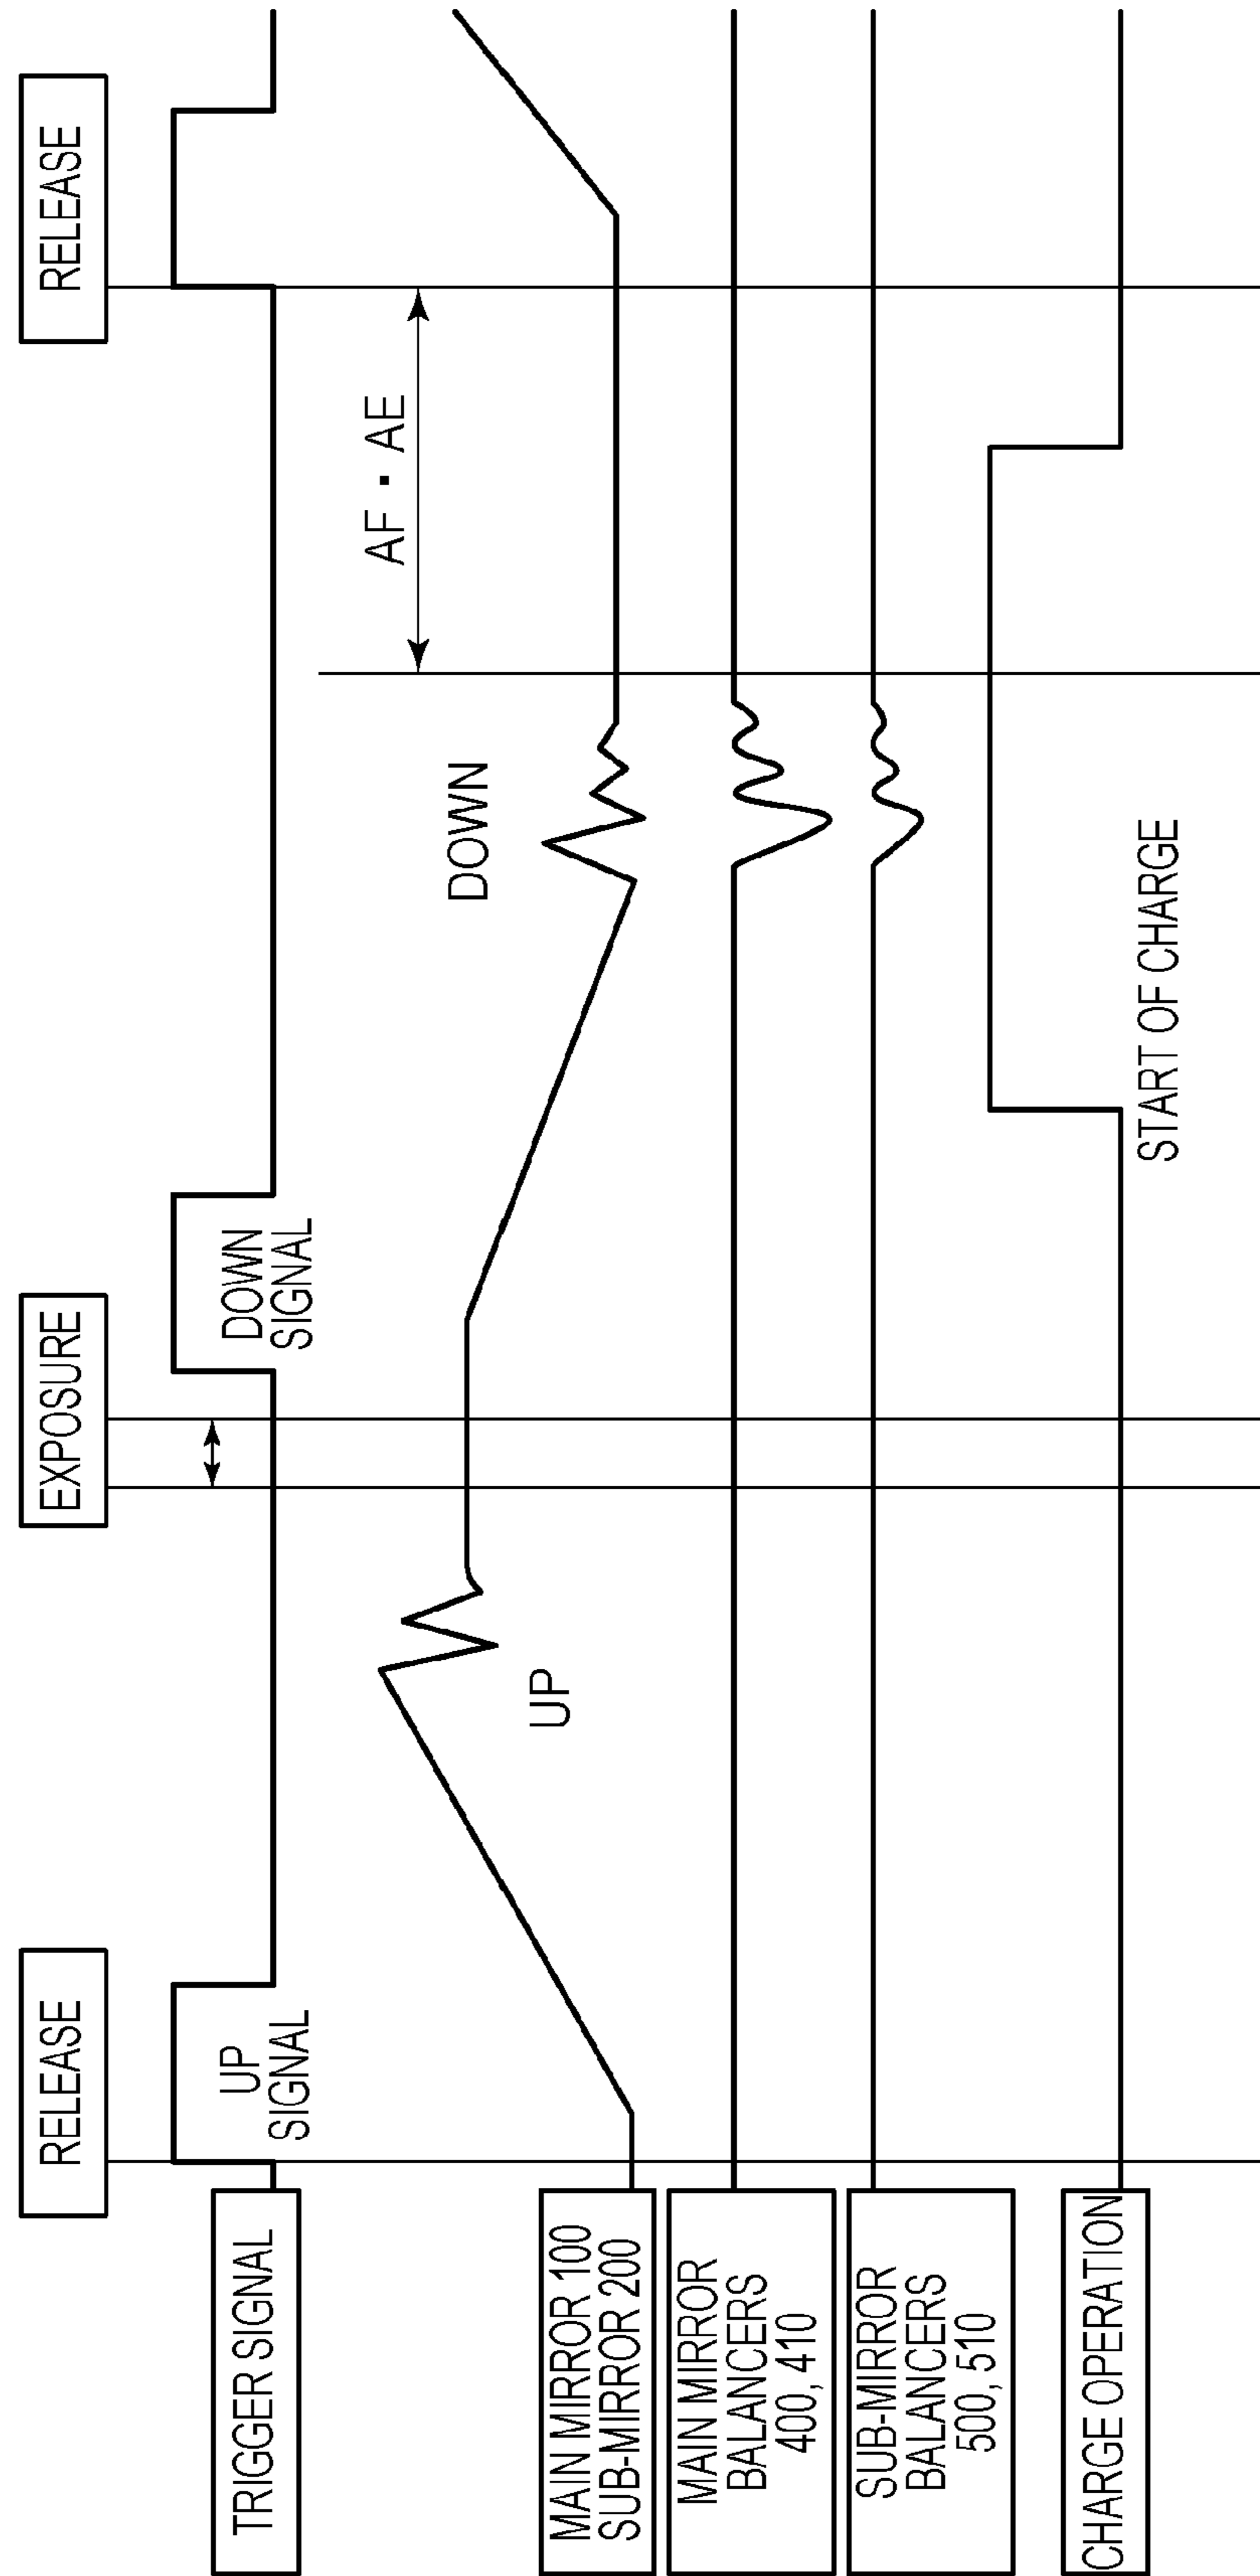 RELEASE
EXPOSURE
RELEASE
TRIGGER SIGNAL
UP
SIGNAL
DOWN
SIGNAL
AF · AE
MAIN MIRROR 100
SUB-MIRROR 200
UP
DOWN
MAIN MIRROR
BALANCERS
400, 410
SUB-MIRROR
BALANCERS
500, 510
CHARGE OPERATION
START OF CHARGE